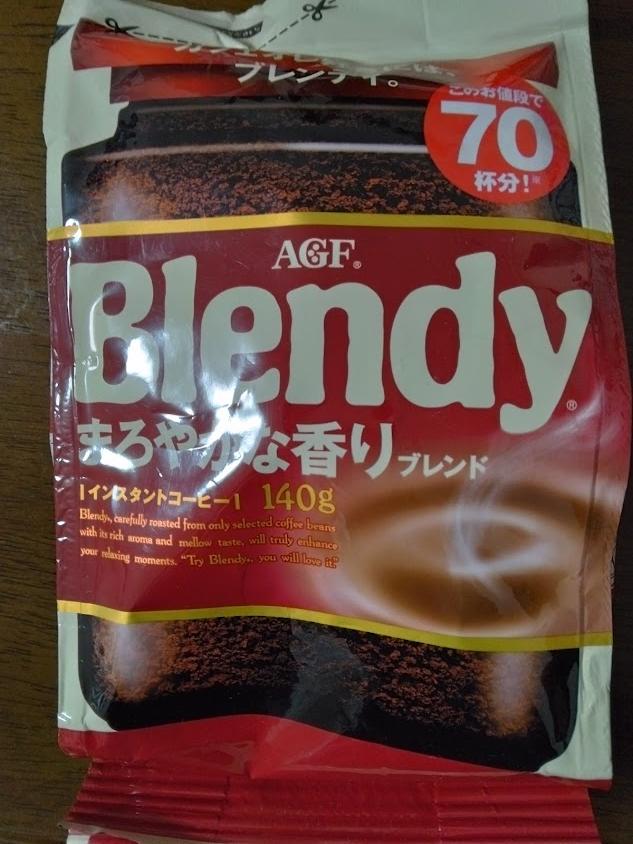 ブレンディ。
このお値段で
70
杯分!※
AGF®
Blendy®
まろやかな香りブレンド
インスタントコーヒー 140g
Blendy®, carefully roasted from only selected coffee beans
with its rich aroma and mellow taste, will truly enhance
your relaxing moments. “Try Blendy®. you will love it.”